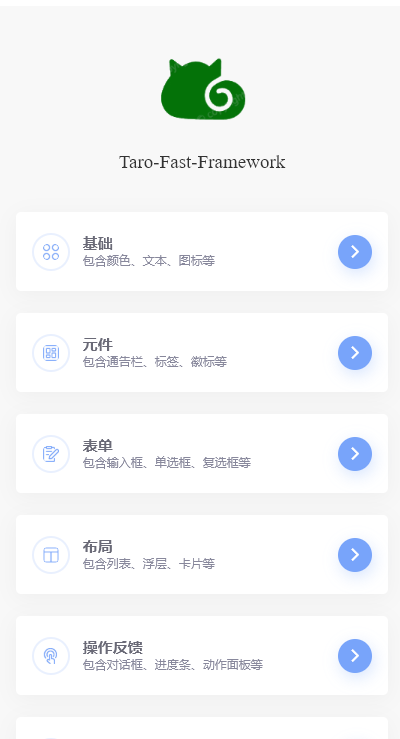 Taro-Fast-Framework
基础
包含颜色、文本、图标等
元件
包含通告栏、标签、徽标等
表单
包含输入框、单选框、复选框等
布局
包含列表、浮层、卡片等
操作反馈
包含对话框、进度条、动作面板等